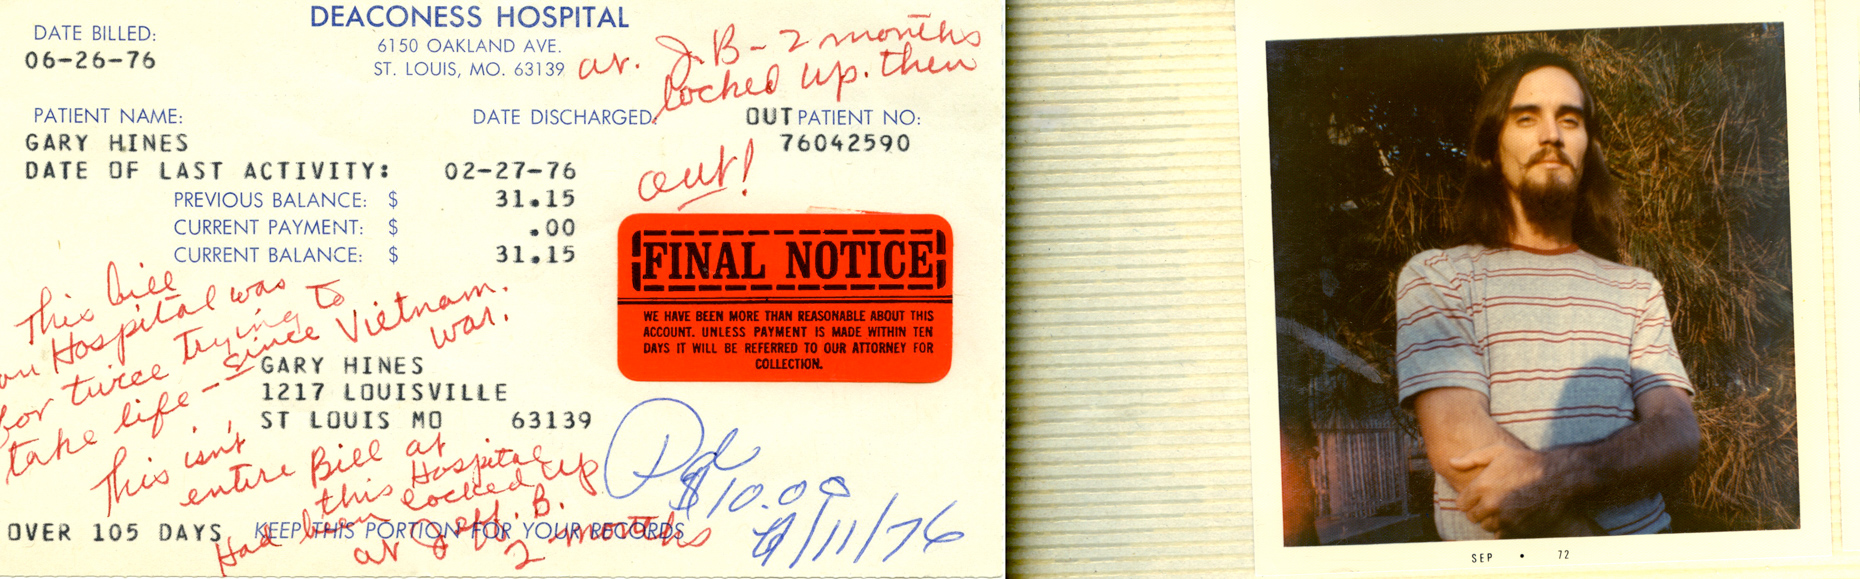 DEACONESS HOSPITAL
6150 OAKLAND AVE.
ST. LOUIS, MO. 63139
DATE BILLED:
06-26-76
at. J.B - 2 months
locked up. then
out!
PATIENT NAME:
GARY HINES
DATE DISCHARGED
OUT PATIENT NO:
76042590
DATE OF LAST ACTIVITY: 02-27-76
PREVIOUS BALANCE: $ 31.15
CURRENT PAYMENT: $ .00
CURRENT BALANCE: $ 31.15
FINAL NOTICE
WE HAVE BEEN MORE THAN REASONABLE ABOUT THIS
ACCOUNT. UNLESS PAYMENT IS MADE WITHIN TEN
DAYS IT WILL BE REFERRED TO OUR ATTORNEY FOR
COLLECTION.
This bill
Hospital was
for twice trying to
take life - since Vietnam.
war.
GARY HINES
1217 LOUISVILLE
ST LOUIS MO 63139
This isn't
entire Bill at
this Hospital
Had been locked up
at Jeff. B.
2 months
Pd
$10.00
9/11/76
OVER 105 DAYS
KEEP THIS PORTION FOR YOUR RECORDS
SEP • 72